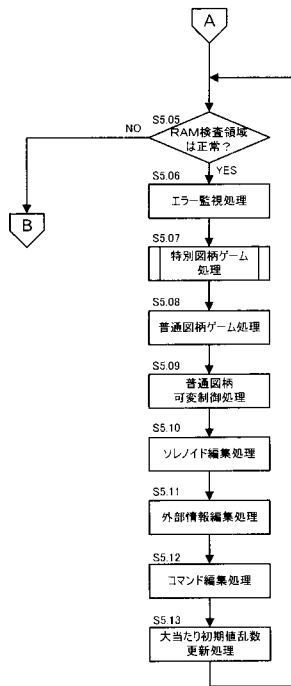 A
S5.05
RAM検査領域
は正常？
NO
YES
B
S5.06
エラー監視処理
S5.07
特別図柄ゲーム
処理
S5.08
普通図柄ゲーム処理
S5.09
普通図柄
可変制御処理
S5.10
ソレノイド編集処理
S5.11
外部情報編集処理
S5.12
コマンド編集処理
S5.13
大当たり初期値乱数
更新処理